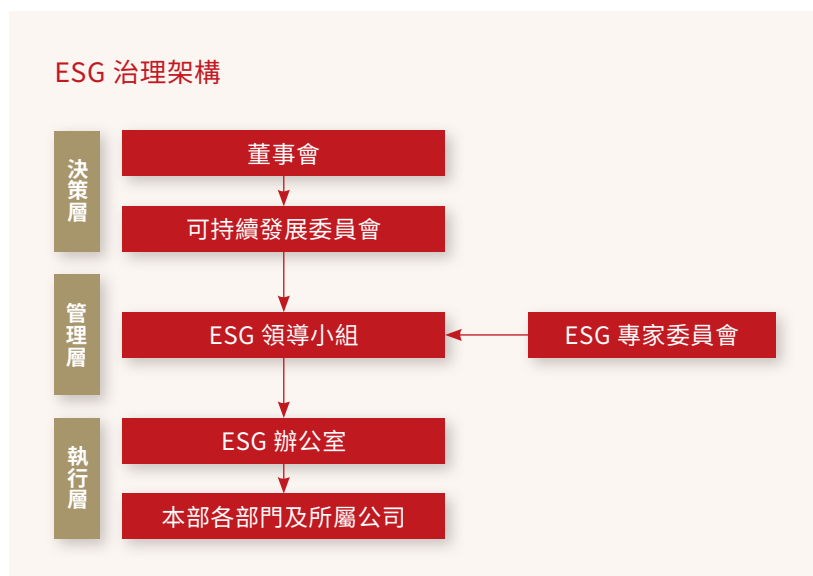 ESG 治理架構
決策層
董事會
可持續發展委員會
管理層
ESG 領導小組
ESG 專家委員會
執行層
ESG 辦公室
本部各部門及所屬公司